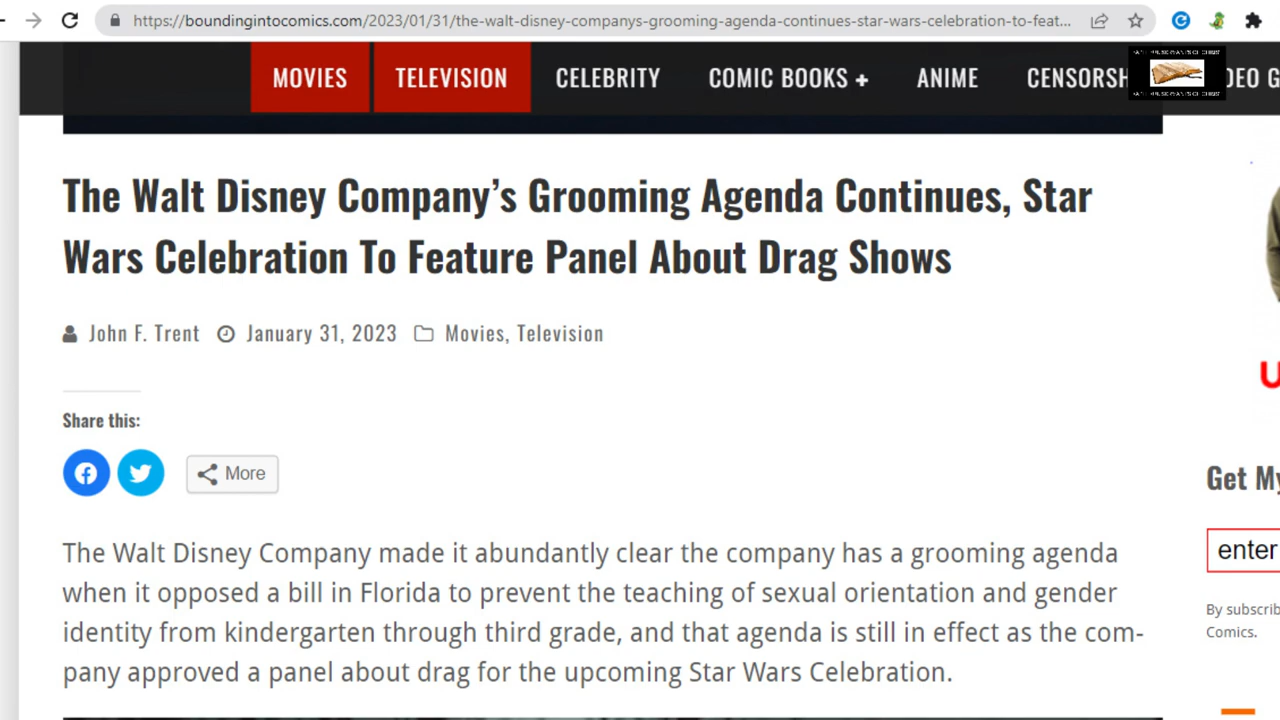 https://boundingintocomics.com/2023/01/31/the-walt-disney-companys-grooming-agenda-continues-star-wars-celebration-to-feat...
MOVIES TELEVISION CELEBRITY COMIC BOOKS + ANIME CENSORSH DEO G
The Walt Disney Company’s Grooming Agenda Continues, Star
Wars Celebration To Feature Panel About Drag Shows
John F. Trent January 31, 2023 Movies, Television
U
Share this:
More
Get My
The Walt Disney Company made it abundantly clear the company has a grooming agenda
enter
when it opposed a bill in Florida to prevent the teaching of sexual orientation and gender
By subscrib
identity from kindergarten through third grade, and that agenda is still in effect as the com-
Comics.
pany approved a panel about drag for the upcoming Star Wars Celebration.